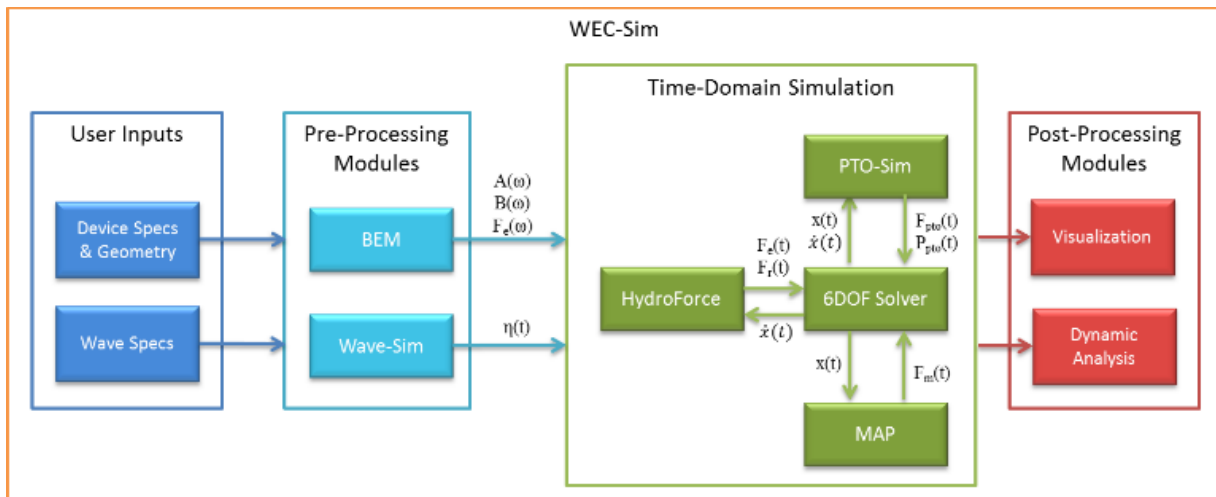 WEC-Sim
User Inputs
Device Specs
& Geometry
Wave Specs
Pre-Processing
Modules
BEM
Wave-Sim
A(ω)
B(ω)
Fₑ(ω)
η(t)
Time-Domain Simulation
PTO-Sim
x(t)
ẋ(t)
Fₚₜₒ(t)
Pₚₜₒ(t)
Fₑ(t)
Fᵣ(t)
HydroForce
6DOF Solver
ẋ(t)
x(t)
Fₘ(t)
MAP
Post-Processing
Modules
Visualization
Dynamic
Analysis